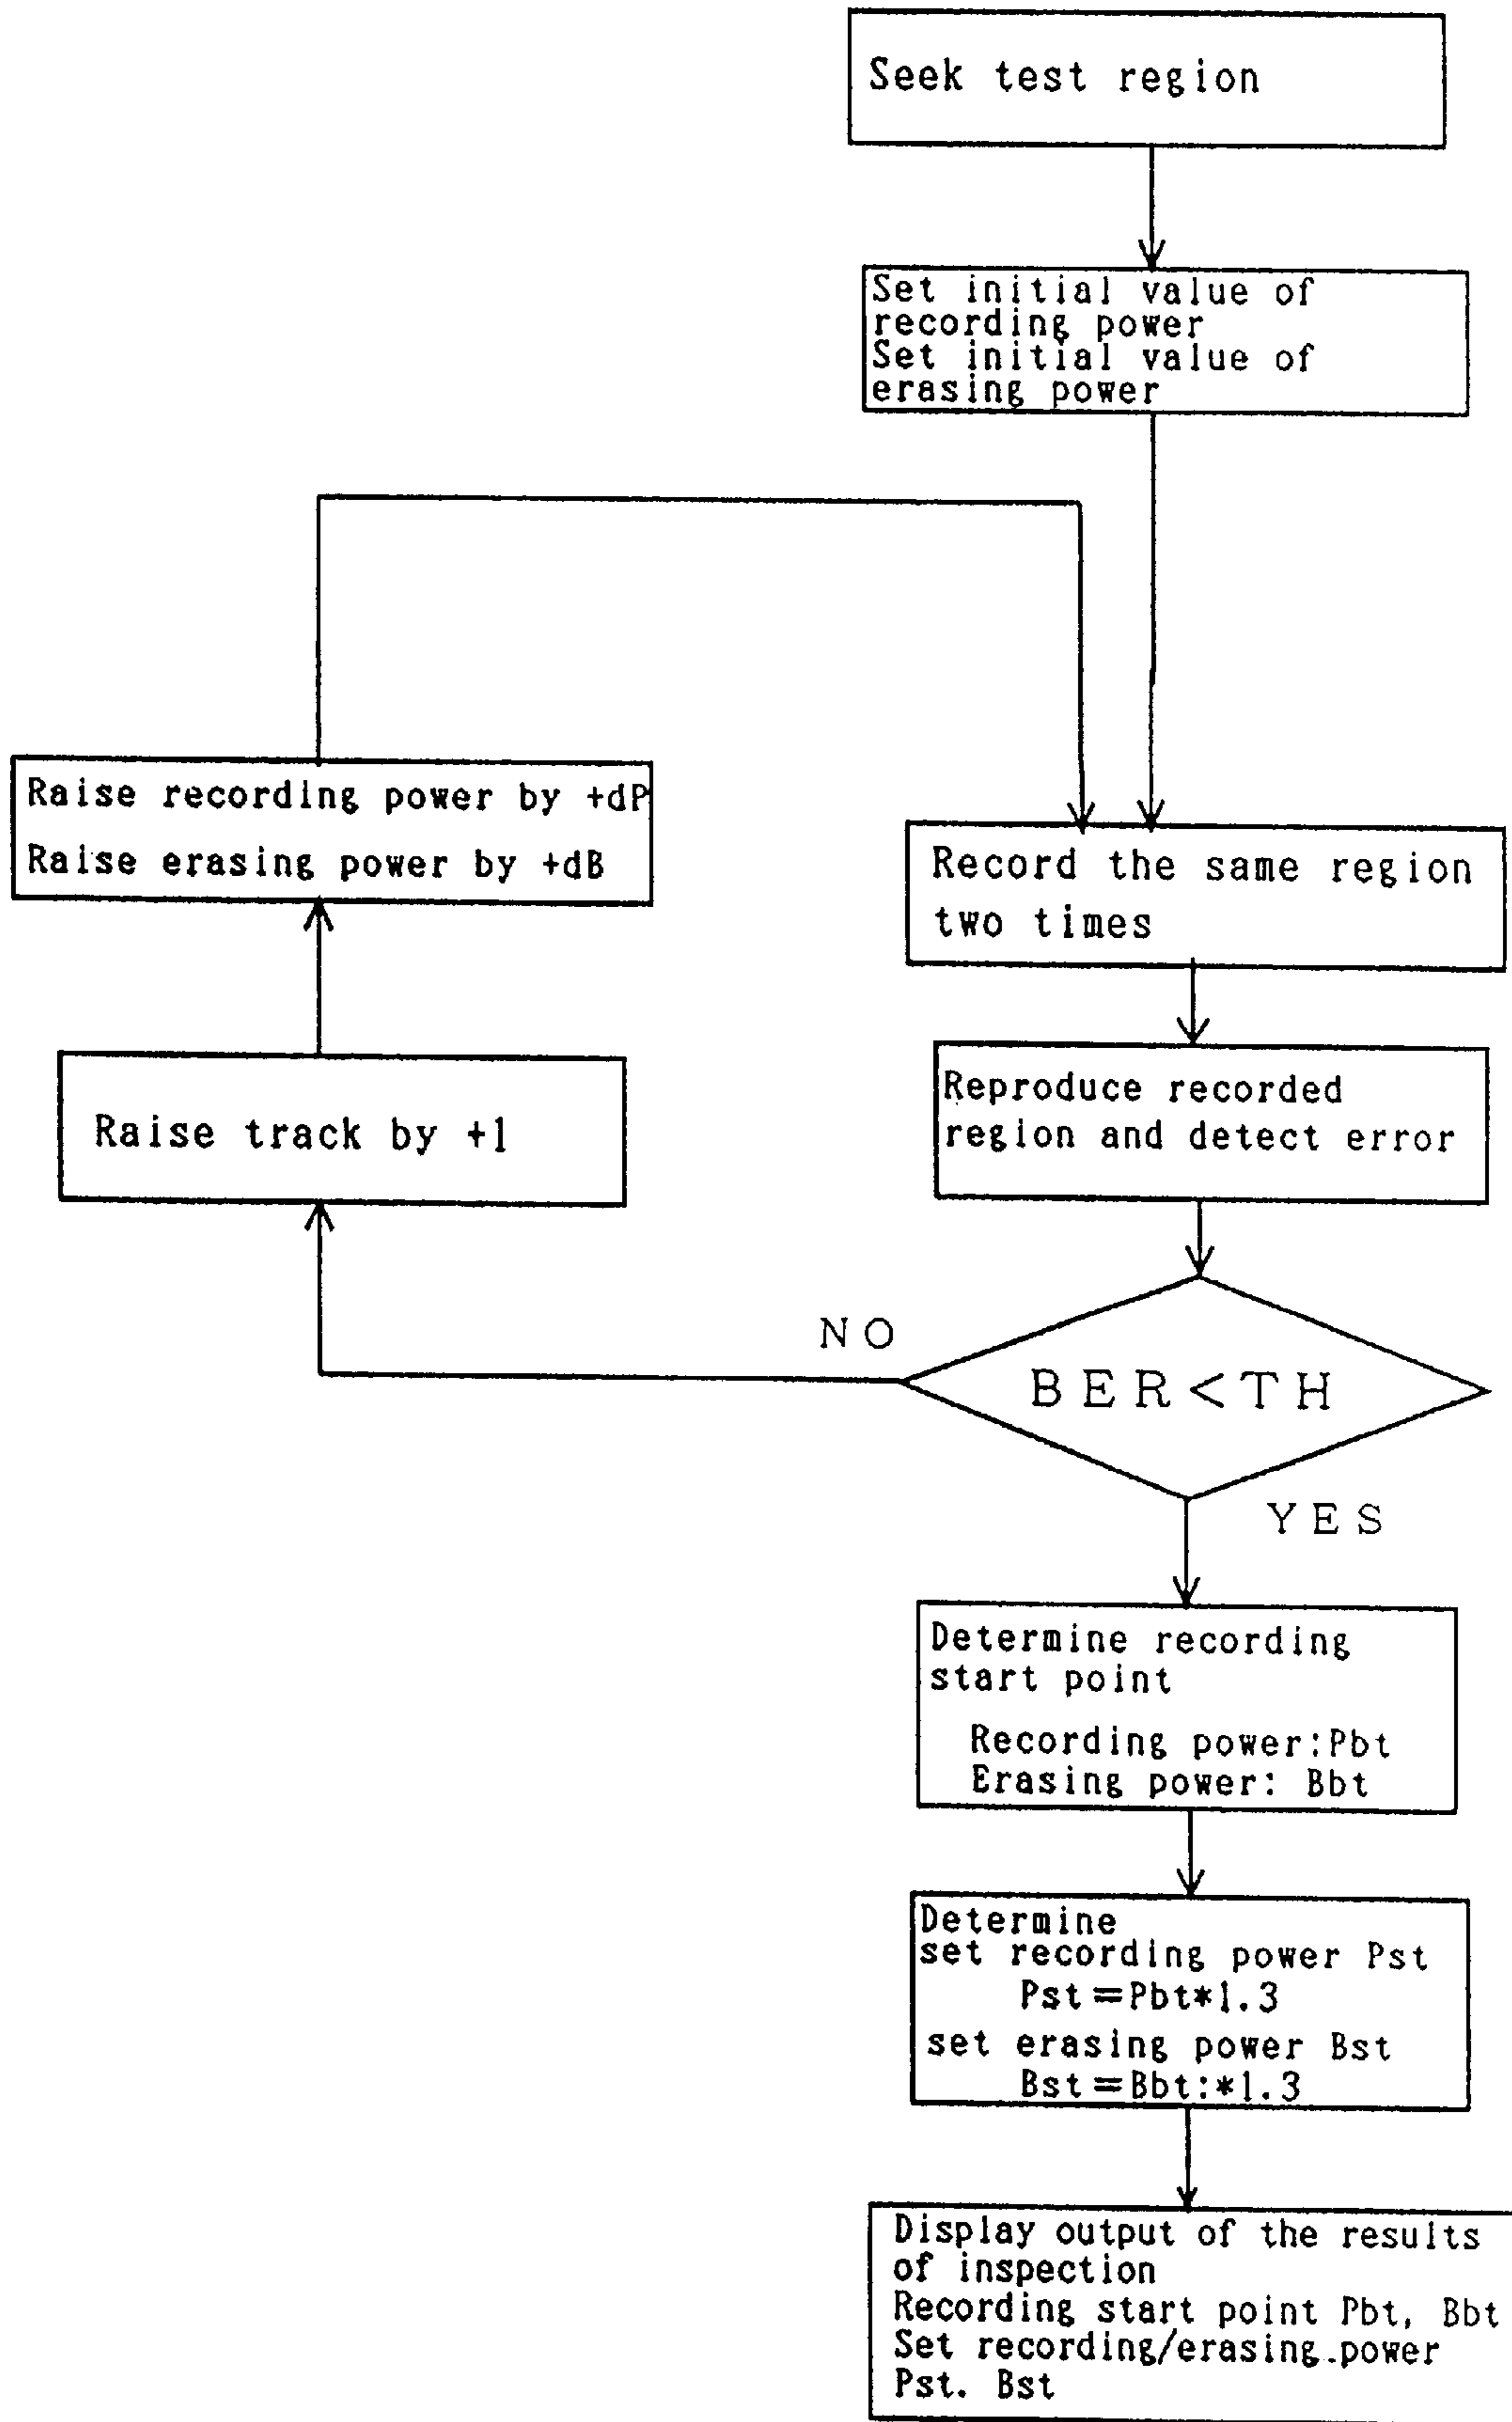 Seek test region
Set initial value of
recording power
Set initial value of
erasing power
Raise recording power by +dP
Raise erasing power by +dB
Record the same region
two times
Reproduce recorded
region and detect error
Raise track by +1
NO
BER<TH
YES
Determine recording
start point
Recording power:Pbt
Erasing power: Bbt
Determine
set recording power Pst
Pst=Pbt*1.3
set erasing power Bst
Bst=Bbt:*1.3
Display output of the results
of inspection
Recording start point Pbt, Bbt
Set recording/erasing.power
Pst. Bst